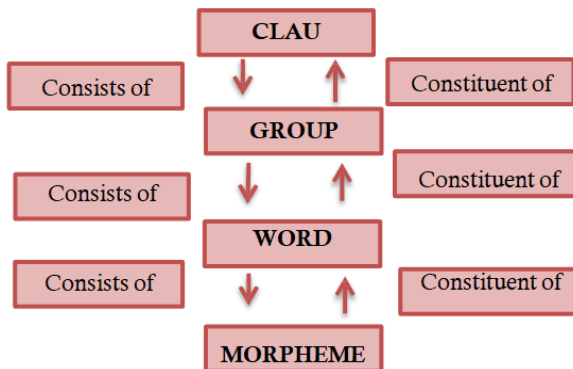 CLAU
Consists of
Constituent of
GROUP
Consists of
Constituent of
WORD
Consists of
Constituent of
MORPHEME